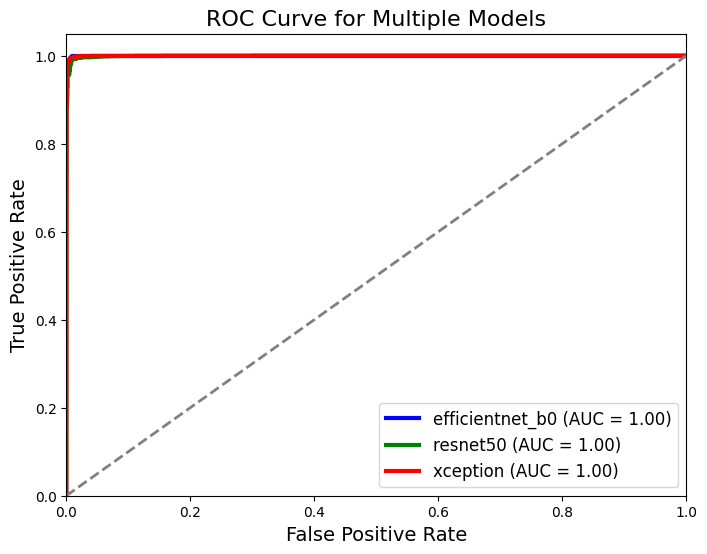 ROC Curve for Multiple Models
True Positive Rate
1.0
0.8
0.6
0.4
0.2
0.0
efficientnet_b0 (AUC = 1.00)
resnet50 (AUC = 1.00)
xception (AUC = 1.00)
0.0 0.2 0.4 0.6 0.8 1.0
False Positive Rate